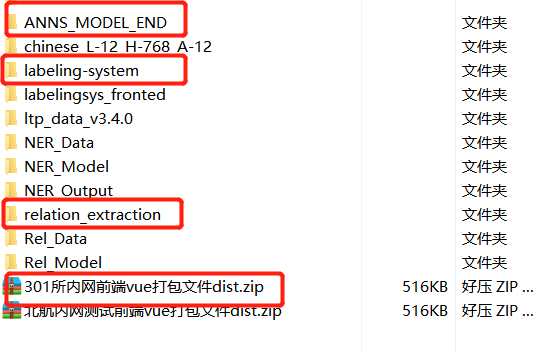 ANNS_MODEL_END 文件夹
chinese_L-12_H-768_A-12 文件夹
labeling-system 文件夹
labelingsys_fronted 文件夹
ltp_data_v3.4.0 文件夹
NER_Data 文件夹
NER_Model 文件夹
NER_Output 文件夹
relation_extraction 文件夹
Rel_Data 文件夹
Rel_Model 文件夹
301所内网前端vue打包文件dist.zip 516KB 好压 ZIP ...
北航内网测试前端vue打包文件dist.zip 516KB 好压 ZIP ...